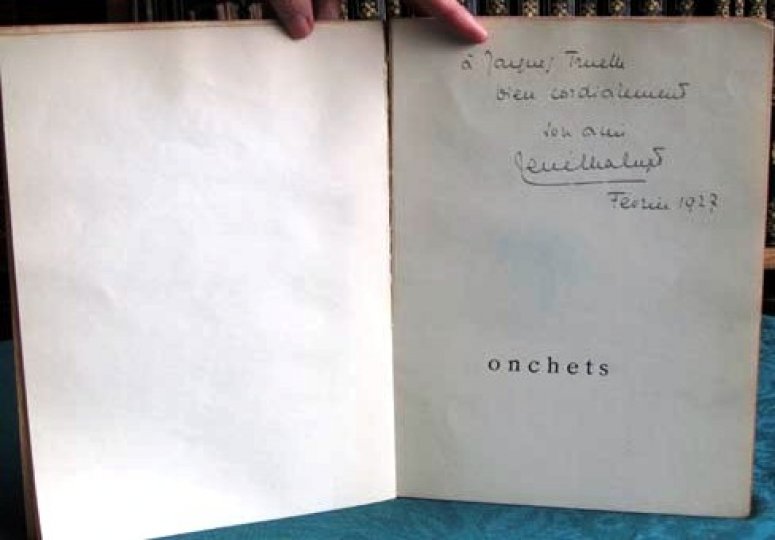 à Jacques Truelle
bien cordialement
son ami
René Chalupt
Février 1927
onchets